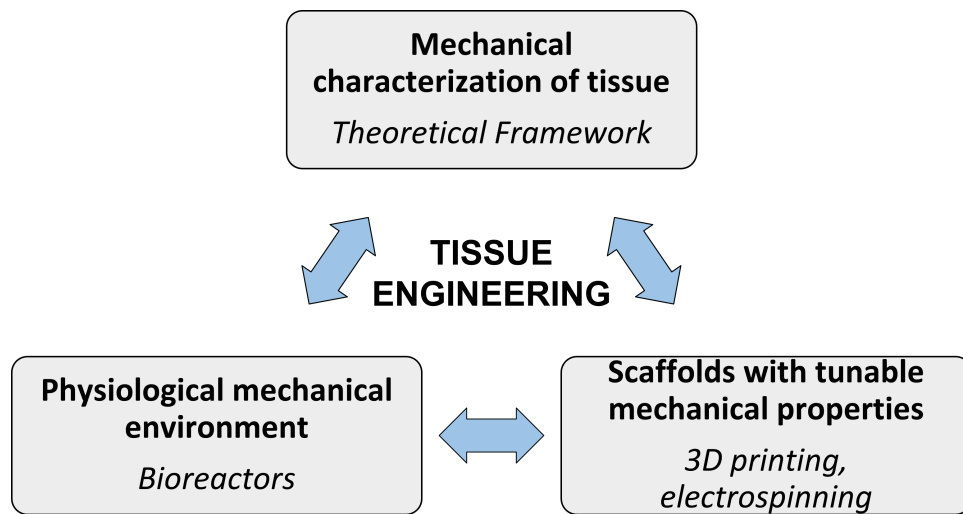 Mechanical
characterization of tissue
Theoretical Framework
TISSUE
ENGINEERING
Physiological mechanical
environment
Bioreactors
Scaffolds with tunable
mechanical properties
3D printing,
electrospinning